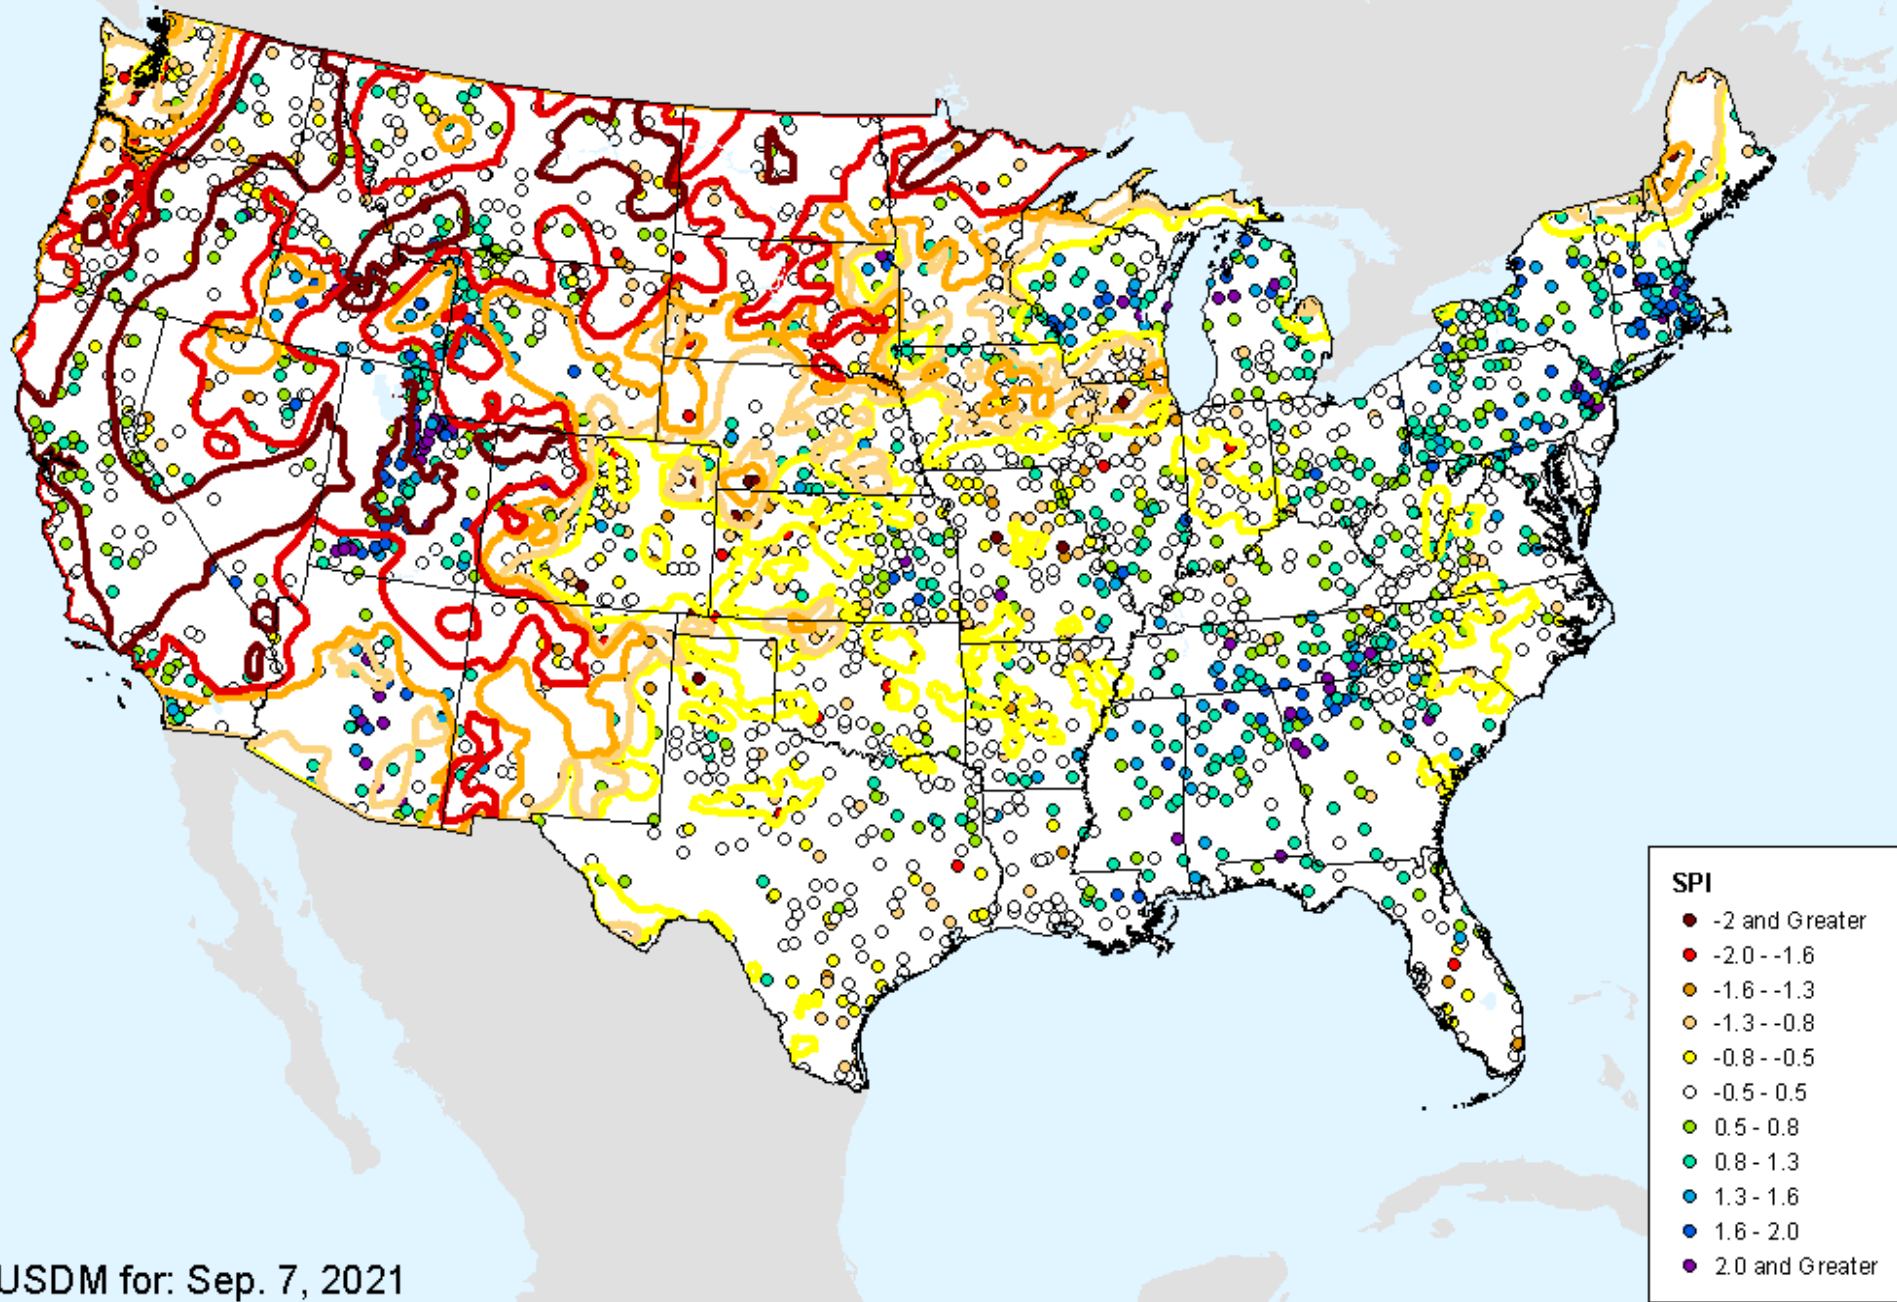 SPI
-2 and Greater
-2.0 - -1.6
-1.6 - -1.3
-1.3 - -0.8
-0.8 - -0.5
-0.5 - 0.5
0.5 - 0.8
0.8 - 1.3
1.3 - 1.6
1.6 - 2.0
2.0 and Greater
USDM for: Sep. 7, 2021